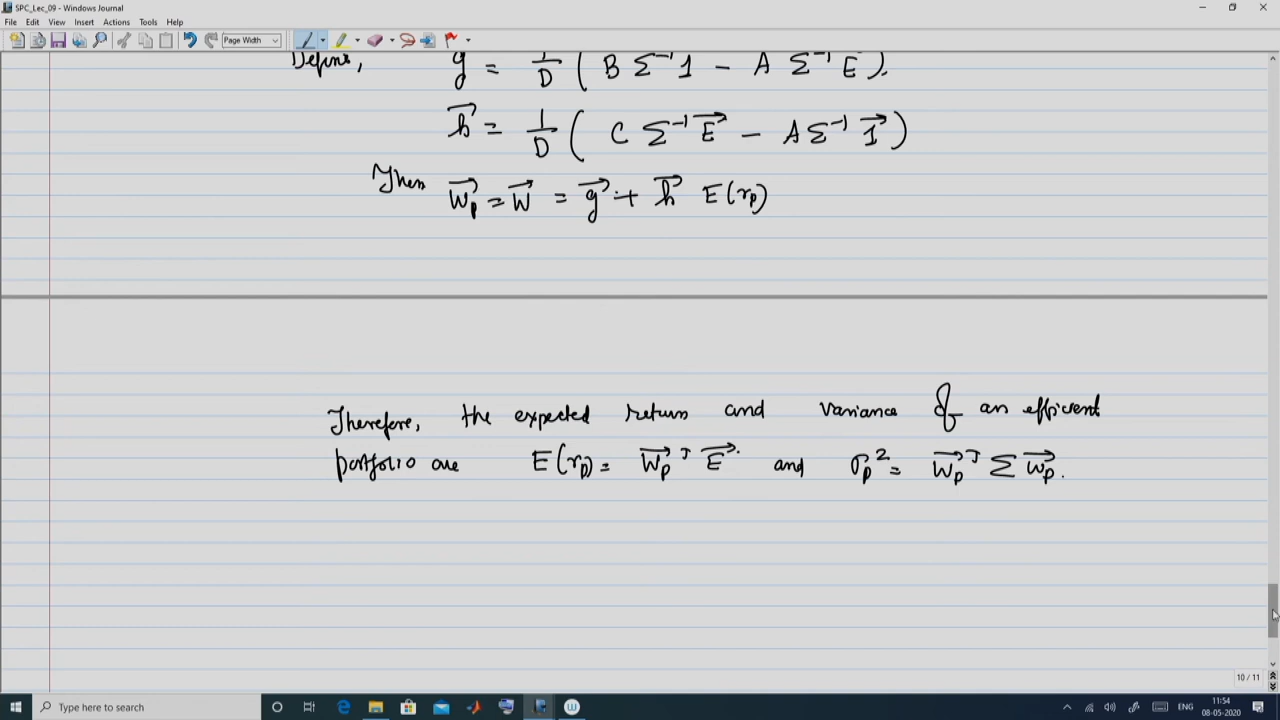 SPC_Lec_09 - Windows Journal
File Edit View Insert Actions Tools Help
Page Width
Define, g = 1/D ( B Σ⁻¹ 1 - A Σ⁻¹ E ).
h⃗ = 1/D ( C Σ⁻¹ E⃗ - A Σ⁻¹ 1⃗ )
Then w⃗ₚ = w⃗ = g⃗ + h⃗ E(rₚ)
Therefore, the expected return and variance of an efficient
portfolio are E(rₚ) = w⃗ₚᵀ E⃗ and σₚ² = w⃗ₚᵀ Σ w⃗ₚ.
10 / 11
Type here to search
ENG
11:54
08-05-2020